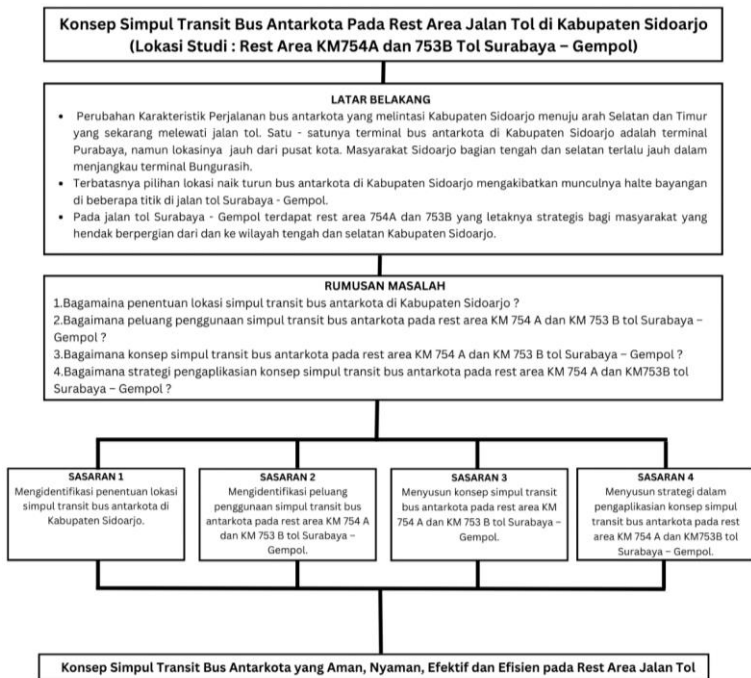 Konsep Simpul Transit Bus Antarkota Pada Rest Area Jalan Tol di Kabupaten Sidoarjo
(Lokasi Studi : Rest Area KM754A dan 753B Tol Surabaya – Gempol)
LATAR BELAKANG
• Perubahan Karakteristik Perjalanan bus antarkota yang melintasi Kabupaten Sidoarjo menuju arah Selatan dan Timur
yang sekarang melewati jalan tol. Satu - satunya terminal bus antarkota di Kabupaten Sidoarjo adalah terminal
Purabaya, namun lokasinya jauh dari pusat kota. Masyarakat Sidoarjo bagian tengah dan selatan terlalu jauh dalam
menjangkau terminal Bungurasih.
• Terbatasnya pilihan lokasi naik turun bus antarkota di Kabupaten Sidoarjo mengakibatkan munculnya halte bayangan
di beberapa titik di jalan tol Surabaya - Gempol.
• Pada jalan tol Surabaya - Gempol terdapat rest area 754A dan 753B yang letaknya strategis bagi masyarakat yang
hendak berpergian dari dan ke wilayah tengah dan selatan Kabupaten Sidoarjo.
RUMUSAN MASALAH
1.Bagamaina penentuan lokasi simpul transit bus antarkota di Kabupaten Sidoarjo ?
2.Bagaimana peluang penggunaan simpul transit bus antarkota pada rest area KM 754 A dan KM 753 B tol Surabaya –
Gempol ?
3.Bagaimana konsep simpul transit bus antarkota pada rest area KM 754 A dan KM 753 B tol Surabaya – Gempol ?
4.Bagaimana strategi pengaplikasian konsep simpul transit bus antarkota pada rest area KM 754 A dan KM753B tol
Surabaya – Gempol ?
SASARAN 1
Mengidentifikasi penentuan lokasi
simpul transit bus antarkota di
Kabupaten Sidoarjo.
SASARAN 2
Mengidentifikasi peluang
penggunaan simpul transit bus
antarkota pada rest area KM 754 A
dan KM 753 B tol Surabaya –
Gempol.
SASARAN 3
Menyusun konsep simpul transit
bus antarkota pada rest area KM
754 A dan KM 753 B tol Surabaya –
Gempol.
SASARAN 4
Menyusun strategi dalam
pengaplikasian konsep simpul
transit bus antarkota pada rest
area KM 754 A dan KM753B tol
Surabaya – Gempol.
Konsep Simpul Transit Bus Antarkota yang Aman, Nyaman, Efektif dan Efisien pada Rest Area Jalan Tol